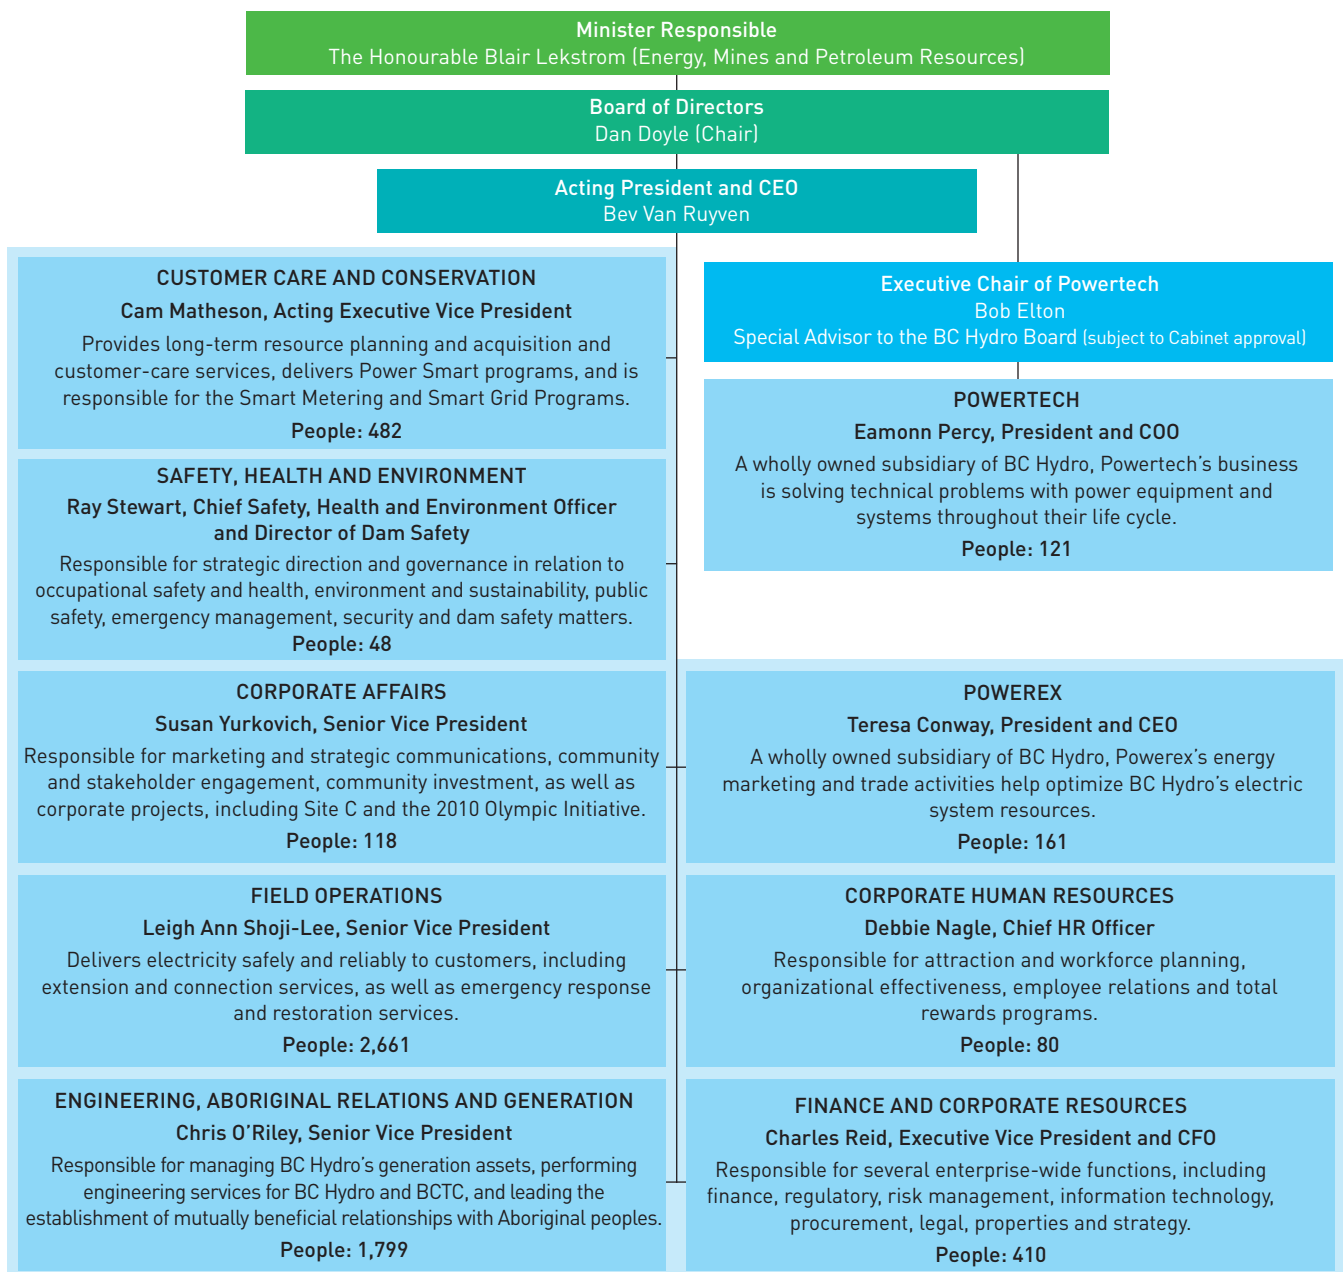 Minister Responsible
The Honourable Blair Lekstrom (Energy, Mines and Petroleum Resources)
Board of Directors
Dan Doyle (Chair)
Acting President and CEO
Bev Van Ruyven
CUSTOMER CARE AND CONSERVATION
Cam Matheson, Acting Executive Vice President
Provides long-term resource planning and acquisition and
customer-care services, delivers Power Smart programs, and is
responsible for the Smart Metering and Smart Grid Programs.
People: 482
Executive Chair of Powertech
Bob Elton
Special Advisor to the BC Hydro Board (subject to Cabinet approval)
POWERTECH
Eamonn Percy, President and COO
A wholly owned subsidiary of BC Hydro, Powertech's business
is solving technical problems with power equipment and
systems throughout their life cycle.
People: 121
SAFETY, HEALTH AND ENVIRONMENT
Ray Stewart, Chief Safety, Health and Environment Officer
and Director of Dam Safety
Responsible for strategic direction and governance in relation to
occupational safety and health, environment and sustainability, public
safety, emergency management, security and dam safety matters.
People: 48
CORPORATE AFFAIRS
Susan Yurkovich, Senior Vice President
Responsible for marketing and strategic communications, community
and stakeholder engagement, community investment, as well as
corporate projects, including Site C and the 2010 Olympic Initiative.
People: 118
POWEREX
Teresa Conway, President and CEO
A wholly owned subsidiary of BC Hydro, Powerex's energy
marketing and trade activities help optimize BC Hydro's electric
system resources.
People: 161
FIELD OPERATIONS
Leigh Ann Shoji-Lee, Senior Vice President
Delivers electricity safely and reliably to customers, including
extension and connection services, as well as emergency response
and restoration services.
People: 2,661
CORPORATE HUMAN RESOURCES
Debbie Nagle, Chief HR Officer
Responsible for attraction and workforce planning,
organizational effectiveness, employee relations and total
rewards programs.
People: 80
ENGINEERING, ABORIGINAL RELATIONS AND GENERATION
Chris O'Riley, Senior Vice President
Responsible for managing BC Hydro's generation assets, performing
engineering services for BC Hydro and BCTC, and leading the
establishment of mutually beneficial relationships with Aboriginal peoples.
People: 1,799
FINANCE AND CORPORATE RESOURCES
Charles Reid, Executive Vice President and CFO
Responsible for several enterprise-wide functions, including
finance, regulatory, risk management, information technology,
procurement, legal, properties and strategy.
People: 410